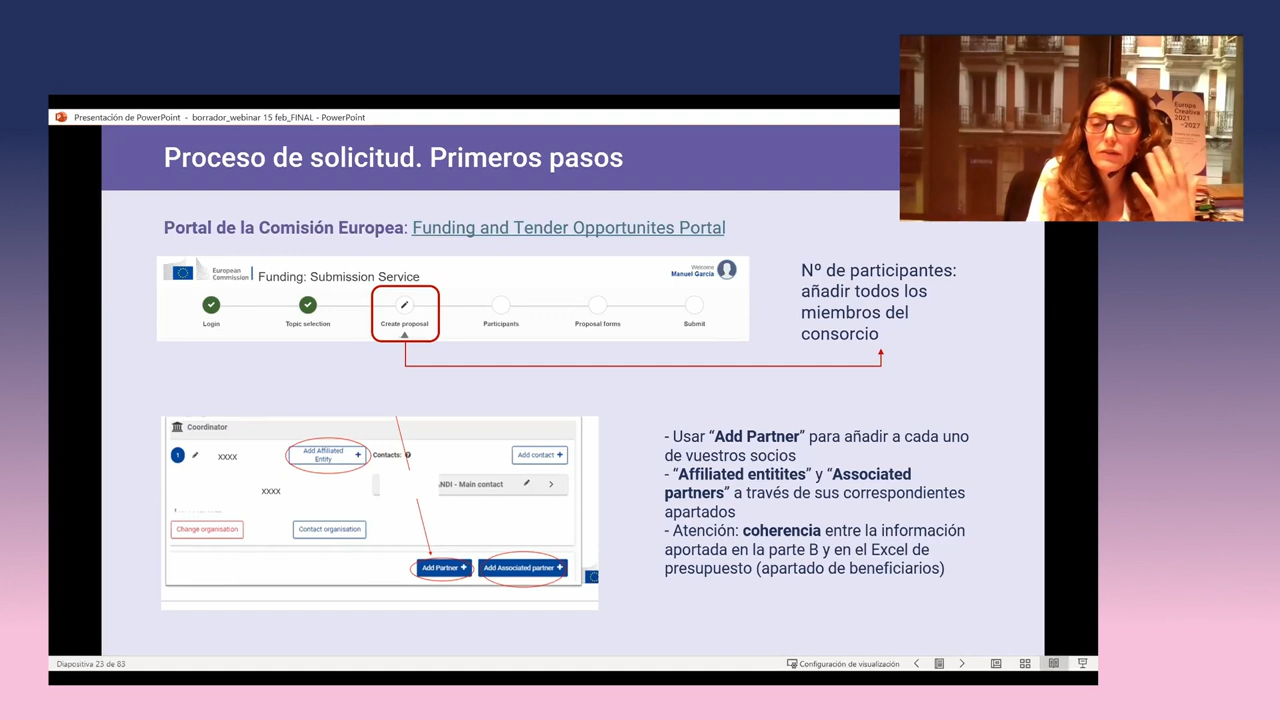 Presentación de PowerPoint - borrador_webinar 15 feb_FINAL - PowerPoint
Europa
Creativa
2021
-2027
Proceso de solicitud. Primeros pasos
Portal de la Comisión Europea: Funding and Tender Opportunites Portal
European
Commission
Funding: Submission Service
Welcome
Manuel Garcia
Login
Topic selection
Create proposal
Participants
Proposal forms
Submit
Nº de participantes:
añadir todos los
miembros del
consorcio
Coordinator
1
XXXX
Add Affiliated
Entity +
Contacts:
Add contact +
XXXX
NDI - Main contact
Change organisation
Contact organisation
Add Partner +
Add Associated partner +
- Usar “Add Partner” para añadir a cada uno
de vuestros socios
- “Affiliated entitites” y “Associated
partners” a través de sus correspondientes
apartados
- Atención: coherencia entre la información
aportada en la parte B y en el Excel de
presupuesto (apartado de beneficiarios)
Diapositiva 23 de 83
Configuración de visualización